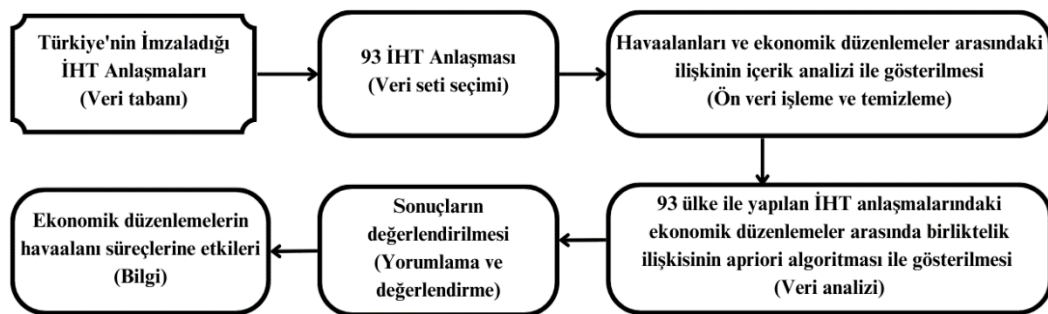 Türkiye'nin İmzaladığı
İHT Anlaşmaları
(Veri tabanı)
93 İHT Anlaşması
(Veri seti seçimi)
Havaalanları ve ekonomik düzenlemeler arasındaki
ilişkinin içerik analizi ile gösterilmesi
(Ön veri işleme ve temizleme)
93 ülke ile yapılan İHT anlaşmalarındaki
ekonomik düzenlemeler arasında birliktelik
ilişkisinin apriori algoritması ile gösterilmesi
(Veri analizi)
Sonuçların
değerlendirilmesi
(Yorumlama ve
değerlendirme)
Ekonomik düzenlemelerin
havaalanı süreçlerine etkileri
(Bilgi)